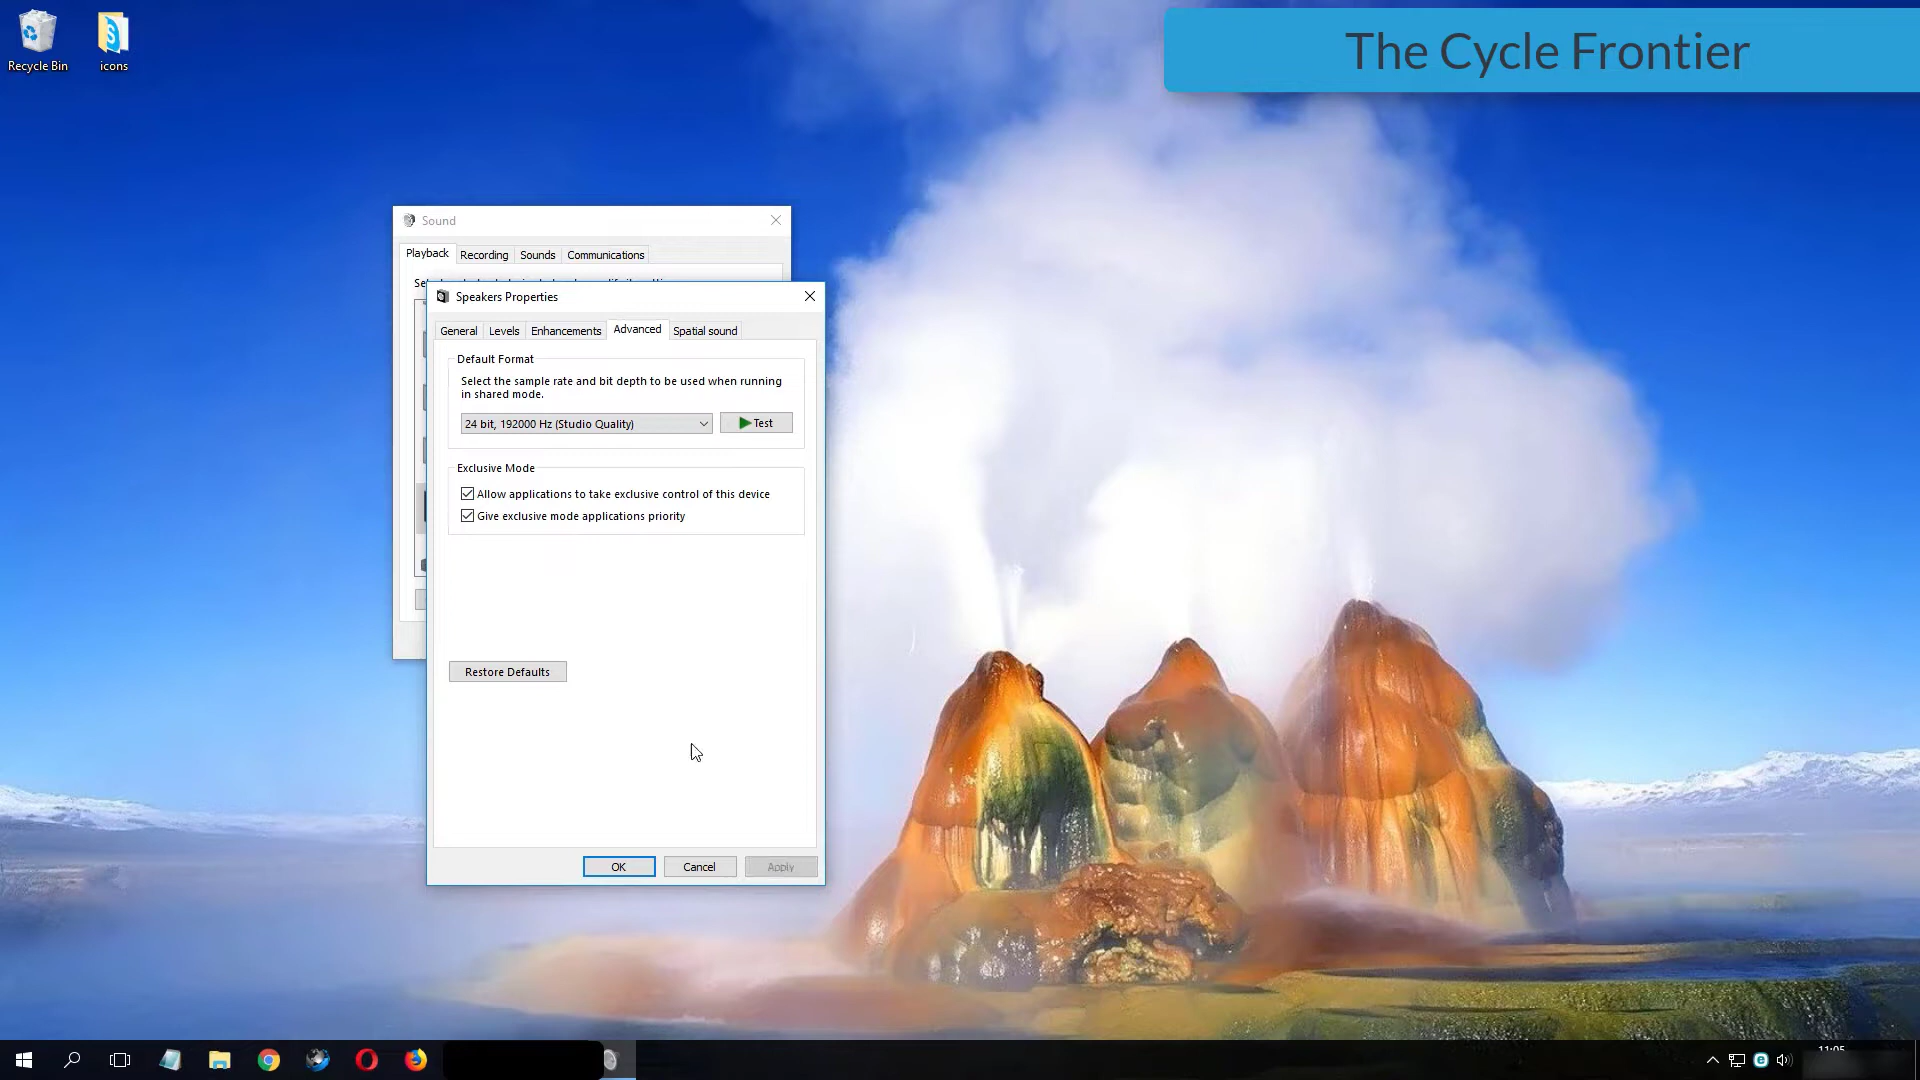 The Cycle Frontier
Recycle Bin
icons
Sound
Playback
Recording
Sounds
Communications
Speakers Properties
General
Levels
Enhancements
Advanced
Spatial sound
Default Format
Select the sample rate and bit depth to be used when running
in shared mode.
24 bit, 192000 Hz (Studio Quality)
Test
Exclusive Mode
Allow applications to take exclusive control of this device
Give exclusive mode applications priority
Restore Defaults
OK
Cancel
Apply